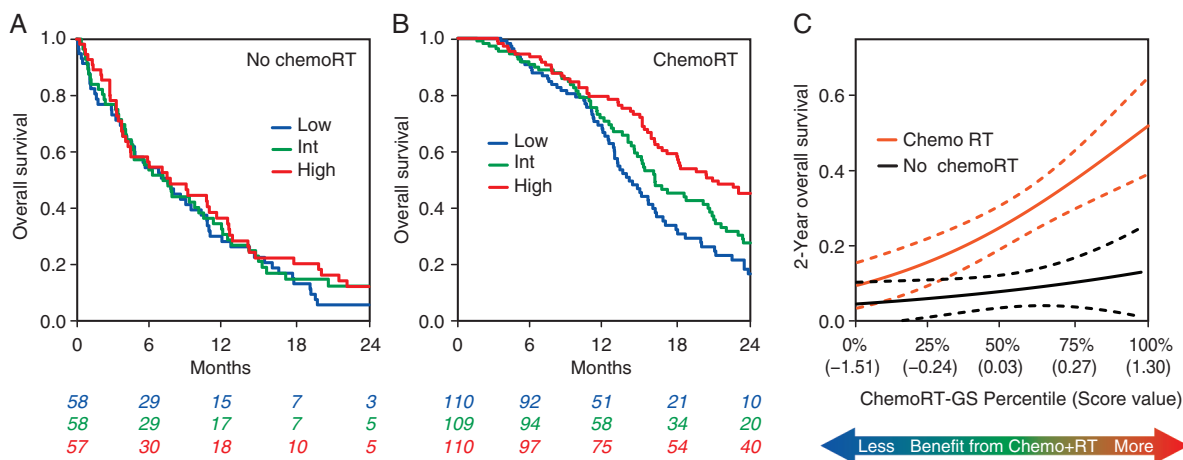 A
No chemoRT
Low
Int
High
Overall survival
1.0
0.8
0.6
0.4
0.2
0.0
0 6 12 18 24
Months
58 29 15 7 3
58 29 17 7 5
57 30 18 10 5
B
ChemoRT
Low
Int
High
Overall survival
1.0
0.8
0.6
0.4
0.2
0.0
0 6 12 18 24
Months
110 92 51 21 10
109 94 58 34 20
110 97 75 54 40
C
Chemo RT
No chemoRT
2-Year overall survival
0.6
0.4
0.2
0.0
0% 25% 50% 75% 100%
(−1.51) (−0.24) (0.03) (0.27) (1.30)
ChemoRT-GS Percentile (Score value)
Less Benefit from Chemo+RT More